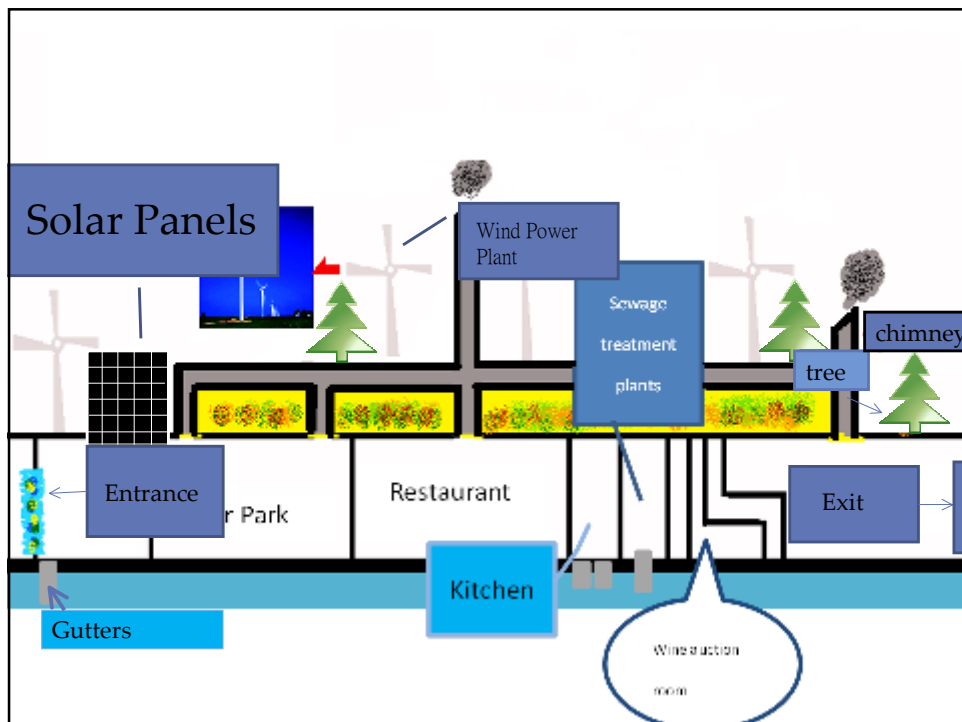 Solar Panels
Wind Power
Plant
Sewage
treatment
plants
chimney
tree
Entrance
r Park
Restaurant
Exit
Kitchen
Gutters
Wine auction
room